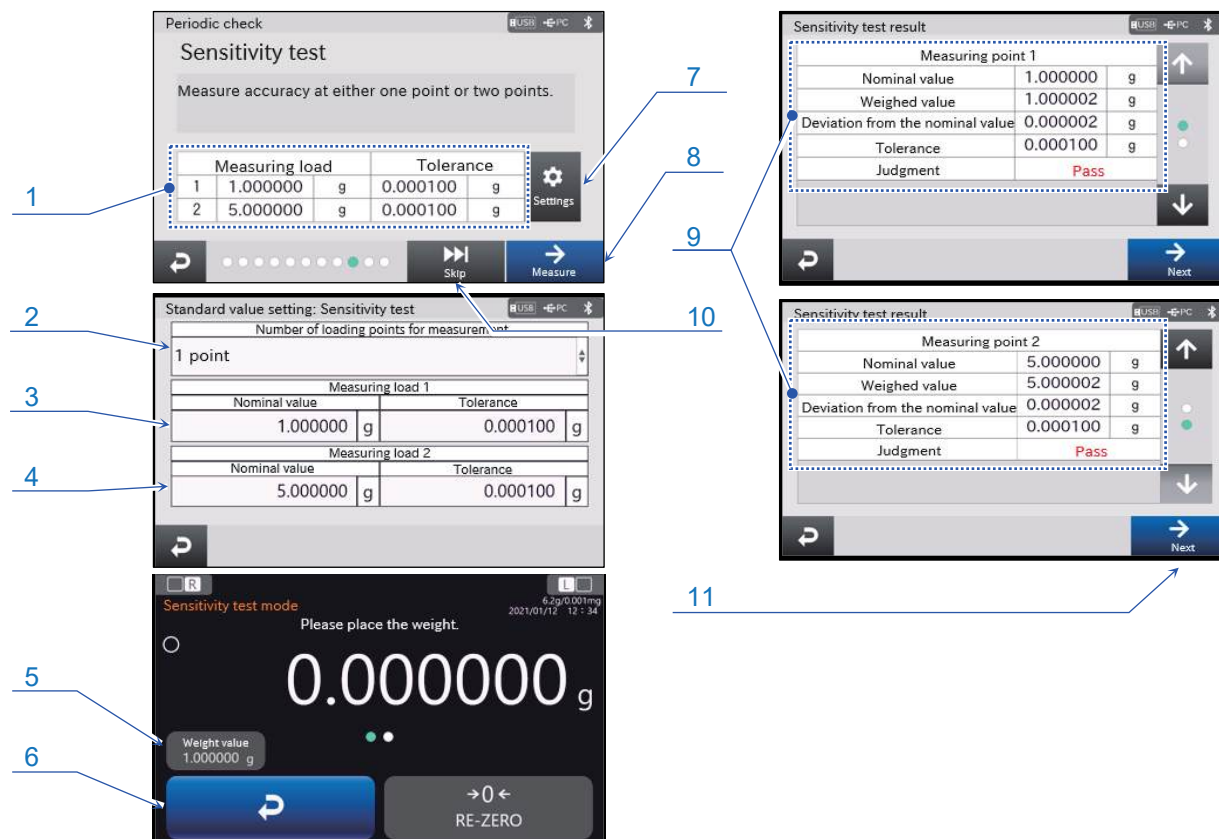 Periodic check
USB PC
Sensitivity test
Measure accuracy at either one point or two points.
Measuring load Tolerance
1 1.000000 g 0.000100 g
2 5.000000 g 0.000100 g
Settings
Skip
Measure
1
7
8
Standard value setting: Sensitivity test
USB PC
Number of loading points for measurement
1 point
Measuring load 1
Nominal value Tolerance
1.000000 g 0.000100 g
Measuring load 2
Nominal value Tolerance
5.000000 g 0.000100 g
2
3
4
10
R L
Sensitivity test mode
6.2g/0.001mg
2021/01/12 12:34
Please place the weight.
0.000000 g
Weight value
1.000000 g
→0←
RE-ZERO
5
6
Sensitivity test result
USB PC
Measuring point 1
Nominal value 1.000000 g
Weighed value 1.000002 g
Deviation from the nominal value 0.000002 g
Tolerance 0.000100 g
Judgment Pass
Next
9
Sensitivity test result
USB PC
Measuring point 2
Nominal value 5.000000 g
Weighed value 5.000002 g
Deviation from the nominal value 0.000002 g
Tolerance 0.000100 g
Judgment Pass
Next
11